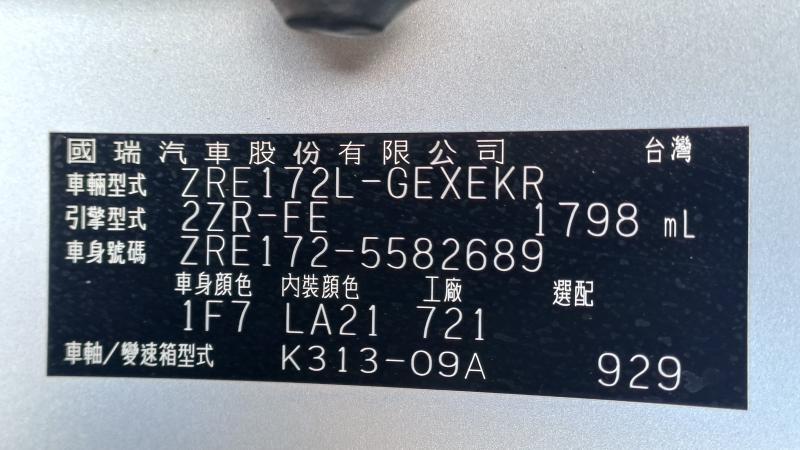 國瑞汽車股份有限公司 台灣
車輛型式 ZRE172L-GEXEKR
引擎型式 2ZR-FE 1798 mL
車身號碼 ZRE172-5582689
車身顏色 內裝顏色 工廠 選配
1F7 LA21 721
車軸/變速箱型式 K313-09A 929